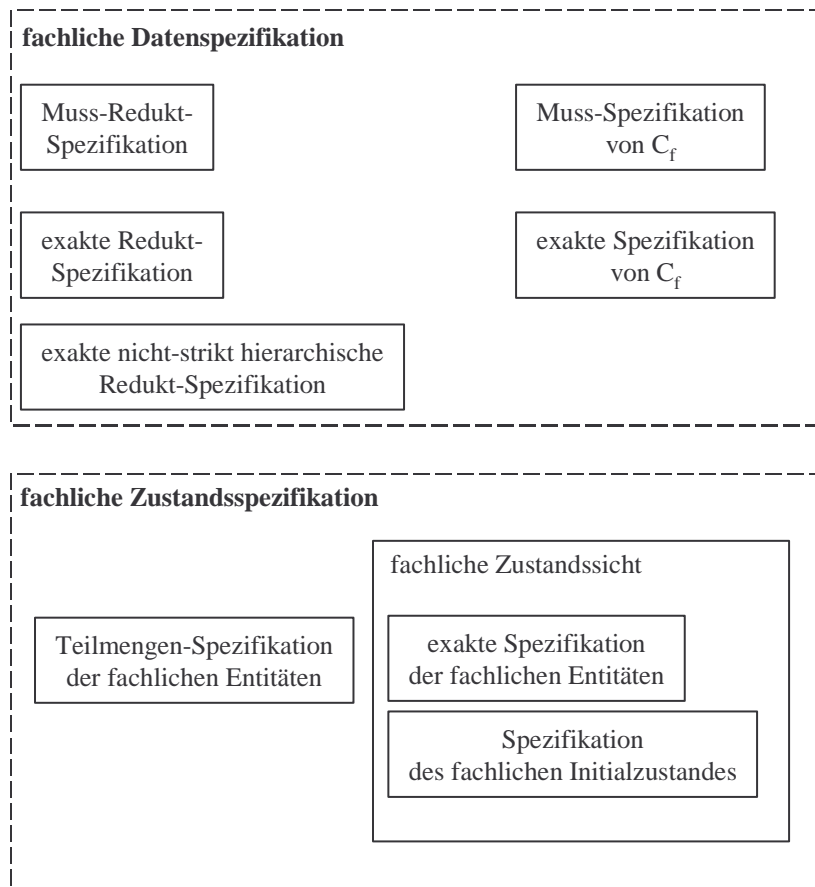 fachliche Datenspezifikation
Muss-Redukt-
Spezifikation
Muss-Spezifikation
von C_f
exakte Redukt-
Spezifikation
exakte Spezifikation
von C_f
exakte nicht-strikt hierarchische
Redukt-Spezifikation
fachliche Zustandsspezifikation
fachliche Zustandssicht
Teilmengen-Spezifikation
der fachlichen Entitäten
exakte Spezifikation
der fachlichen Entitäten
Spezifikation
des fachlichen Initialzustandes